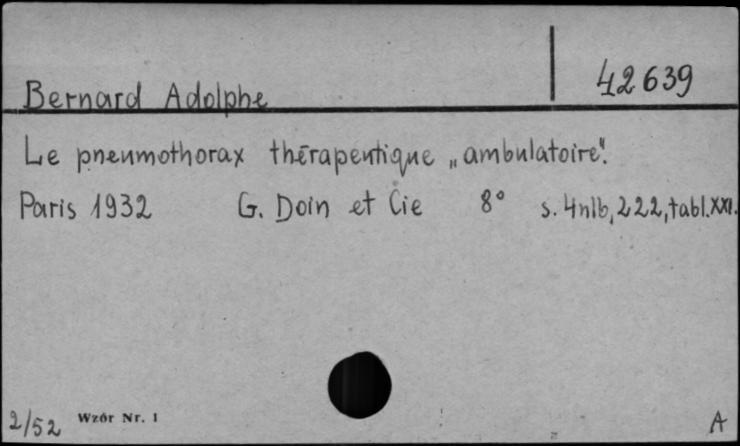 Bernard Adolphe 42639
Le pneumothorax thérapeutique „ambulatoire".
Paris 1932 G. Doin et Cie 8° s. 4nlb, 222, tabl. XXI.
2/52 Wzór Nr. 1 A